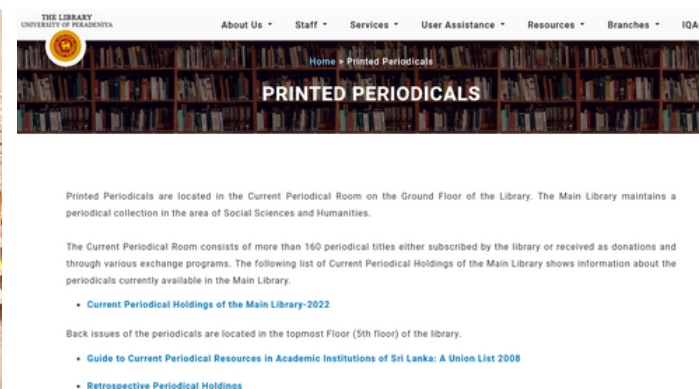 THE LIBRARY
UNIVERSITY OF PERADENIYA
About Us Staff Services User Assistance Resources Branches IQA
Home > Printed Periodicals
PRINTED PERIODICALS
Printed Periodicals are located in the Current Periodical Room on the Ground Floor of the Library. The Main Library maintains a
periodical collection in the area of Social Sciences and Humanities.
The Current Periodical Room consists of more than 160 periodical titles either subscribed by the library or received as donations and
through various exchange programs. The following list of Current Periodical Holdings of the Main Library shows information about the
periodicals currently available in the Main Library.
• Current Periodical Holdings of the Main Library-2022
Back issues of the periodicals are located in the topmost Floor (5th floor) of the library.
• Guide to Current Periodical Resources in Academic Institutions of Sri Lanka: A Union List 2008
• Retrospective Periodical Holdings